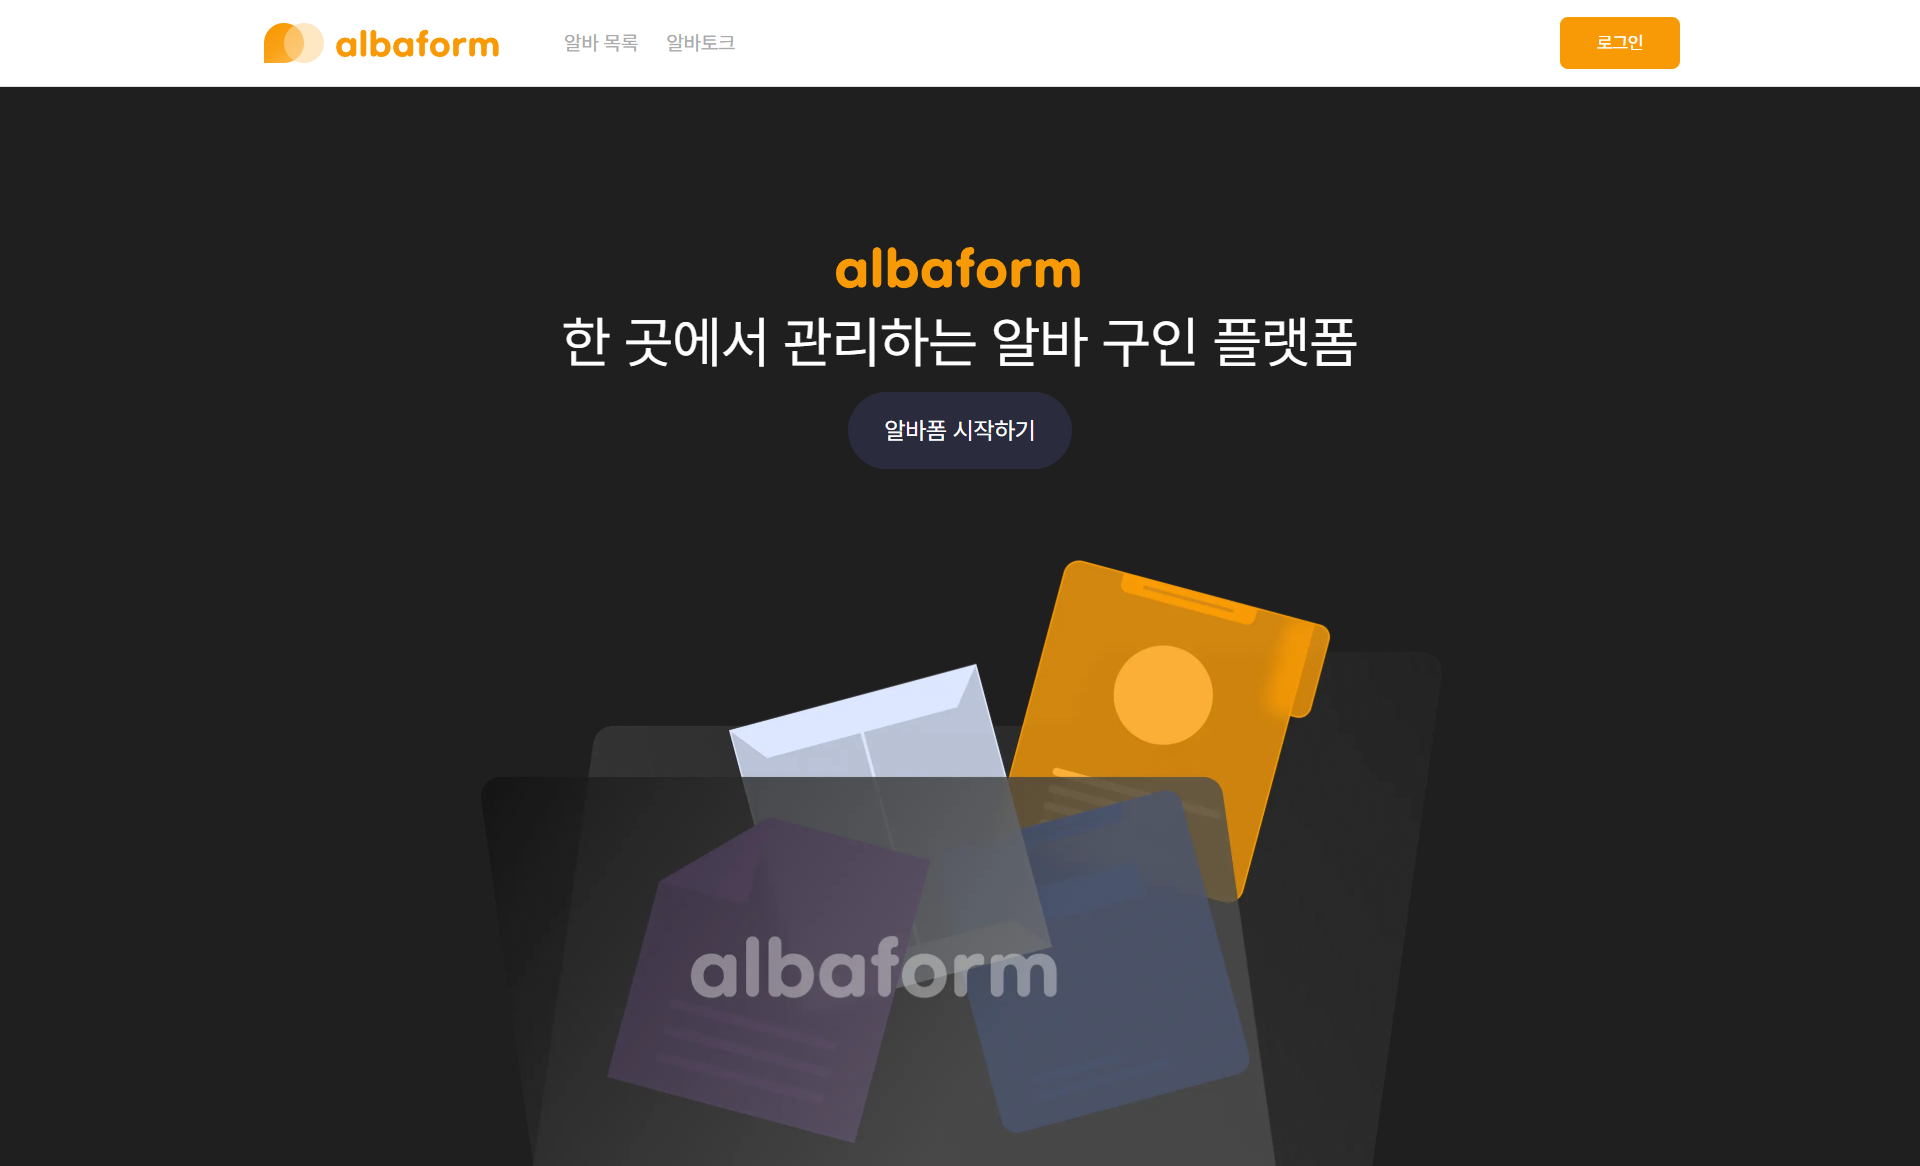 albaform
알바 목록
알바토크
로그인
albaform
한 곳에서 관리하는 알바 구인 플랫폼
알바폼 시작하기
albaform